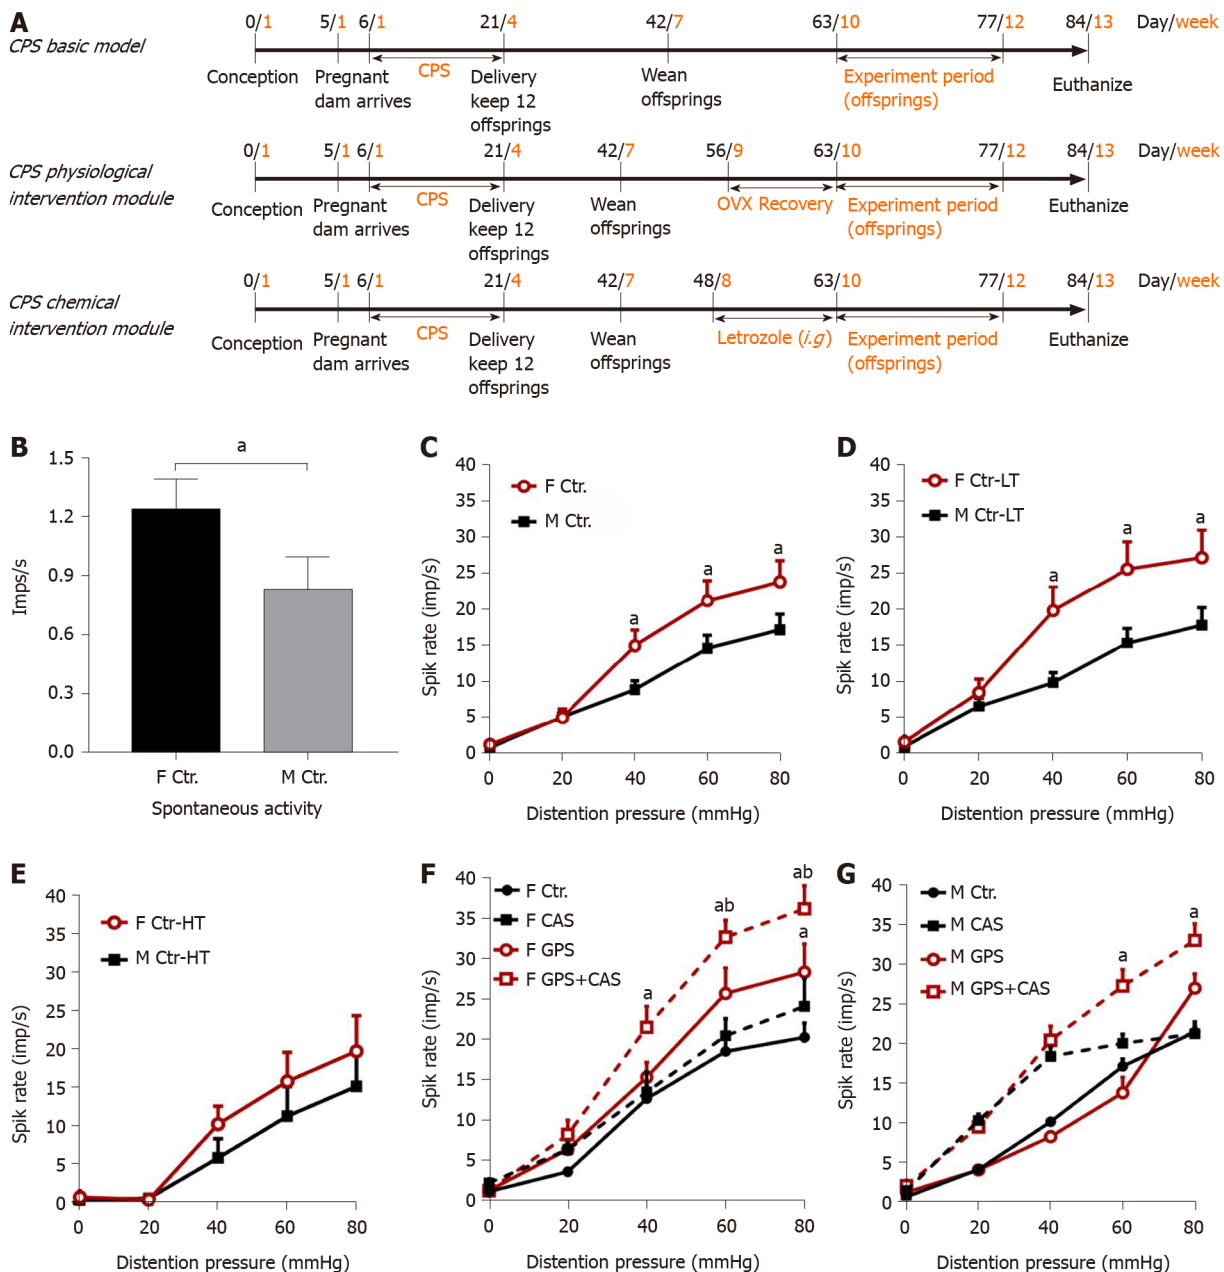 A
CPS basic model
0/1 5/1 6/1 21/4 42/7 63/10 77/12 84/13 Day/week
CPS
Conception
Pregnant
dam arrives
Delivery
keep 12
offsprings
Wean
offsprings
Experiment period
(offsprings)
Euthanize
CPS physiological
intervention module
0/1 5/1 6/1 21/4 42/7 56/9 63/10 77/12 84/13 Day/week
CPS
Conception
Pregnant
dam arrives
Delivery
keep 12
offsprings
Wean
offsprings
OVX Recovery
Experiment period
(offsprings)
Euthanize
CPS chemical
intervention module
0/1 5/1 6/1 21/4 42/7 48/8 63/10 77/12 84/13 Day/week
CPS
Conception
Pregnant
dam arrives
Delivery
keep 12
offsprings
Wean
offsprings
Letrozole (i.g)
Experiment period
(offsprings)
Euthanize
B
Imps/s
1.5
1.2
0.9
0.6
0.3
0.0
a
F Ctr. M Ctr.
Spontaneous activity
C
Spik rate (imp/s)
40
35
30
25
20
15
10
5
0
F Ctr.
M Ctr.
a a a
0 20 40 60 80
Distention pressure (mmHg)
D
Spik rate (imp/s)
40
35
30
25
20
15
10
5
0
F Ctr-LT
M Ctr-LT
a a a
0 20 40 60 80
Distention pressure (mmHg)
E
Spik rate (imp/s)
40
35
30
25
20
15
10
5
0
F Ctr-HT
M Ctr-HT
0 20 40 60 80
Distention pressure (mmHg)
F
Spik rate (imp/s)
40
35
30
25
20
15
10
5
0
F Ctr.
F CAS
F GPS
F GPS+CAS
a ab ab
a
0 20 40 60 80
Distention pressure (mmHg)
G
Spik rate (imp/s)
40
35
30
25
20
15
10
5
0
M Ctr.
M CAS
M GPS
M GPS+CAS
a a
0 20 40 60 80
Distention pressure (mmHg)